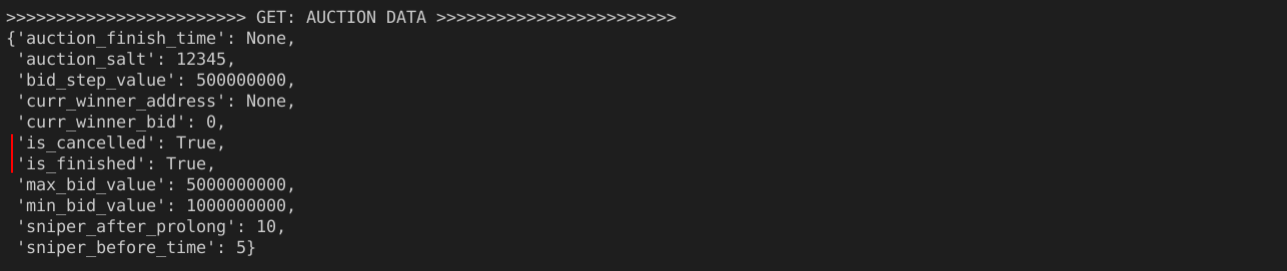 >>>>>>>>>>>>>>>>>>>>>>>> GET: AUCTION DATA >>>>>>>>>>>>>>>>>>>>>>>>
{'auction_finish_time': None,
 'auction_salt': 12345,
 'bid_step_value': 500000000,
 'curr_winner_address': None,
 'curr_winner_bid': 0,
 'is_cancelled': True,
 'is_finished': True,
 'max_bid_value': 5000000000,
 'min_bid_value': 1000000000,
 'sniper_after_prolong': 10,
 'sniper_before_time': 5}